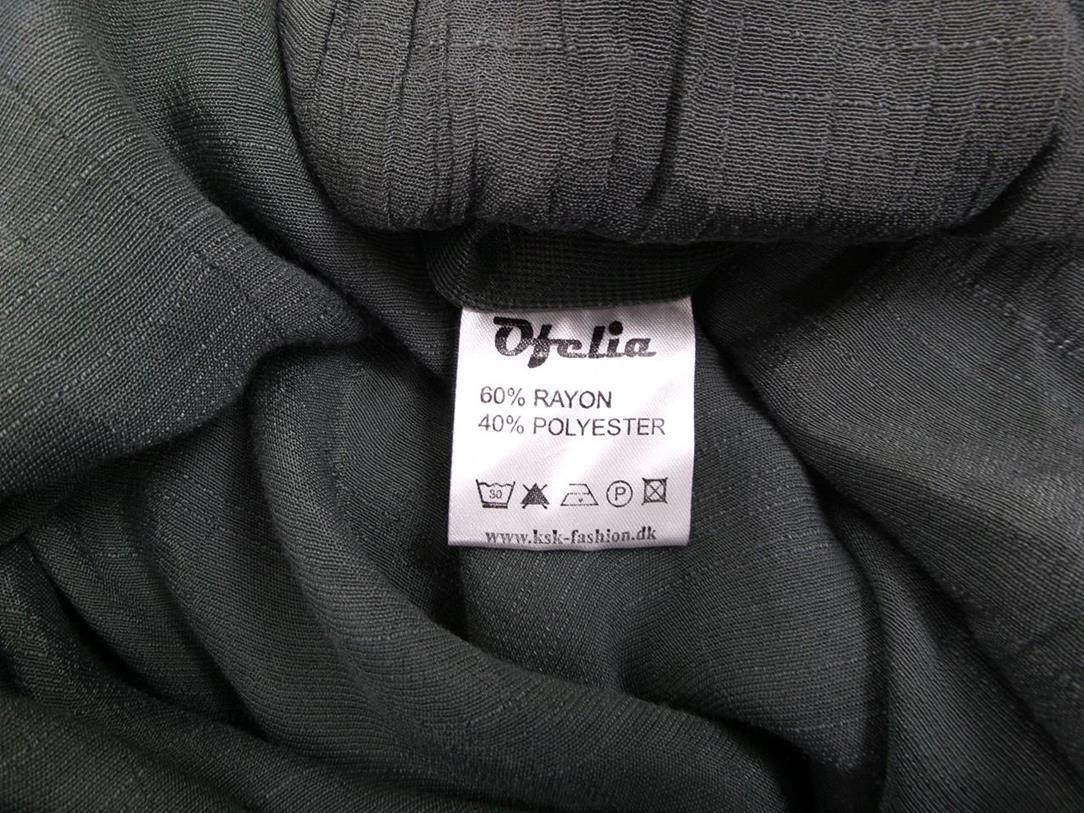 Ofelia
60% RAYON
40% POLYESTER
30 P
www.ksk-fashion.dk